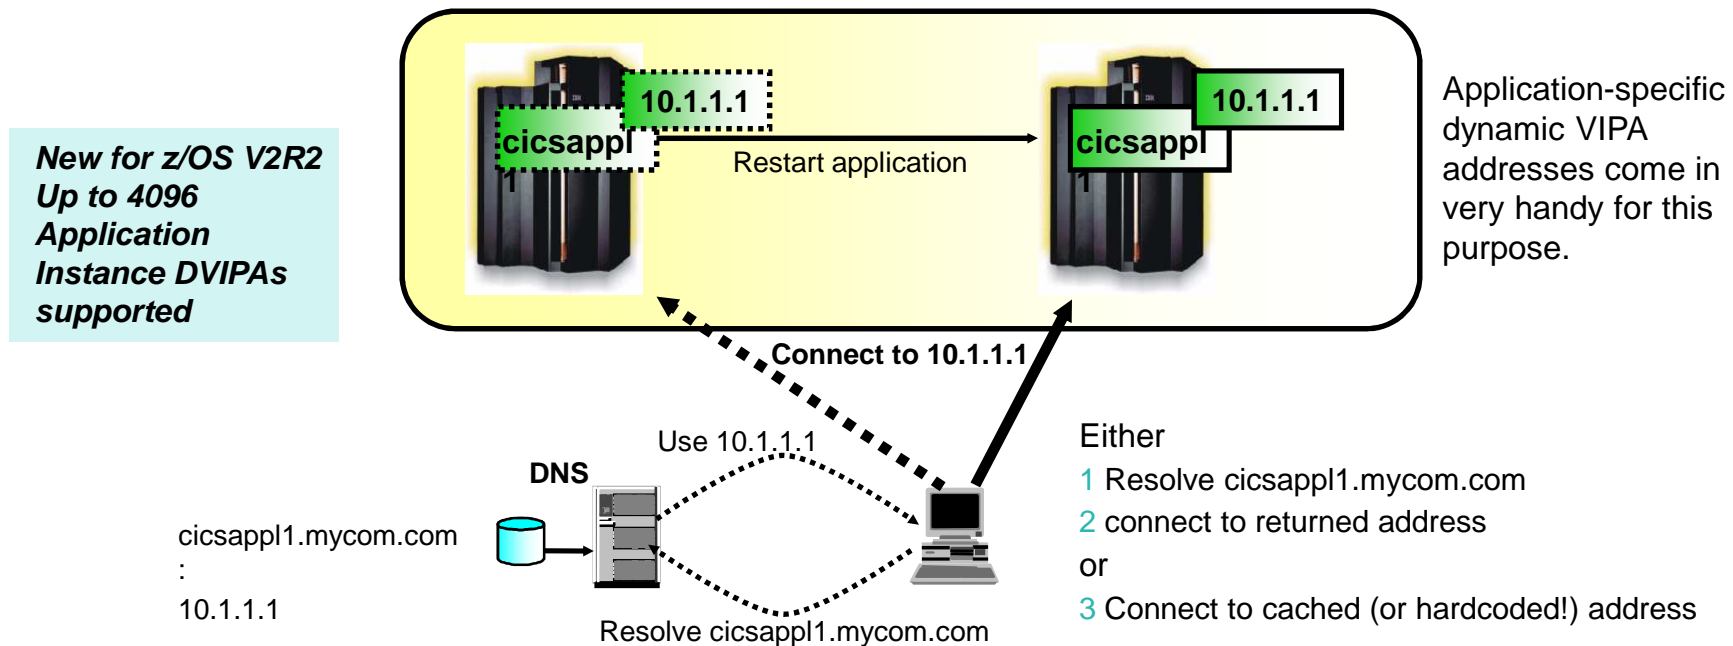 10.1.1.1
cicsappl
1
Restart application
10.1.1.1
cicsappl
1
Application-specific
dynamic VIPA
addresses come in
very handy for this
purpose.
New for z/OS V2R2
Up to 4096
Application
Instance DVIPAs
supported
Connect to 10.1.1.1
Use 10.1.1.1
DNS
cicsappl1.mycom.com
:
10.1.1.1
Resolve cicsappl1.mycom.com
Either
1 Resolve cicsappl1.mycom.com
2 connect to returned address
or
3 Connect to cached (or hardcoded!) address